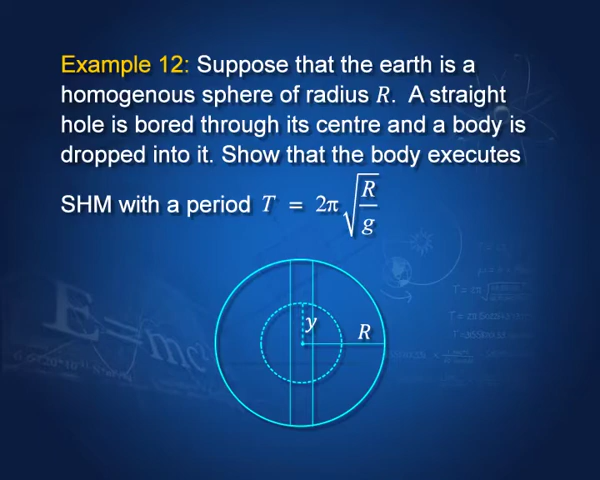 Example 12: Suppose that the earth is a
homogenous sphere of radius R. A straight
hole is bored through its centre and a body is
dropped into it. Show that the body executes
SHM with a period T = 2π√(R/g)
y
R
E=mc²